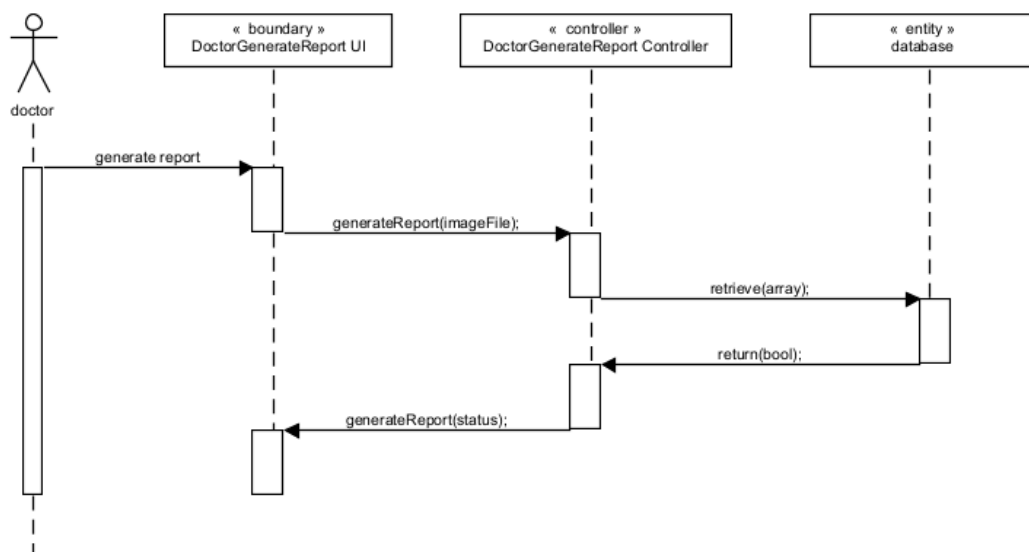 « boundary »
DoctorGenerateReport UI
« controller »
DoctorGenerateReport Controller
« entity »
database
doctor
generate report
generateReport(imageFile);
retrieve(array);
return(bool);
generateReport(status);